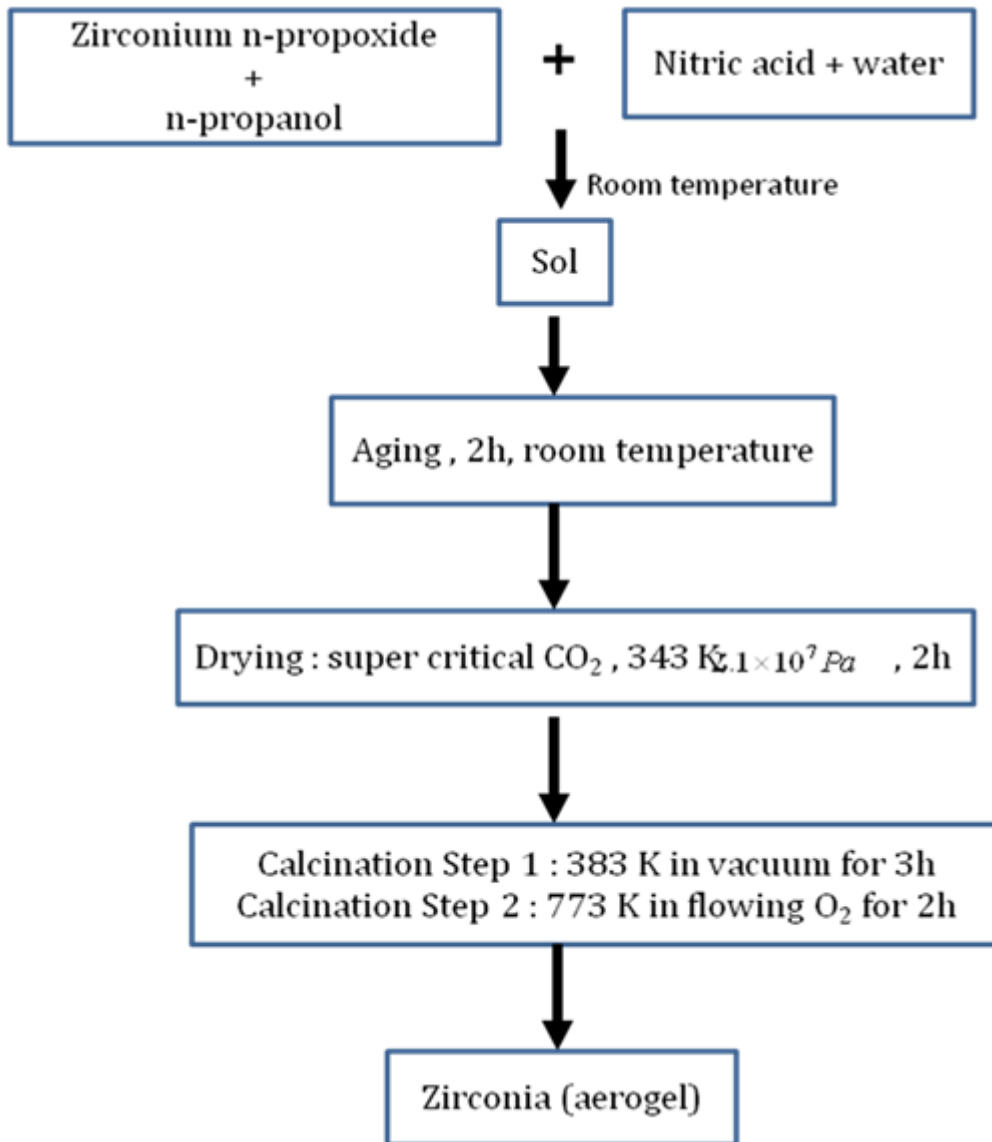 Zirconium n-propoxide
+
n-propanol
+
Nitric acid + water
Room temperature
Sol
Aging , 2h, room temperature
Drying : super critical CO₂ , 343 K, .1×10⁷ Pa , 2h
Calcination Step 1 : 383 K in vacuum for 3h
Calcination Step 2 : 773 K in flowing O₂ for 2h
Zirconia (aerogel)